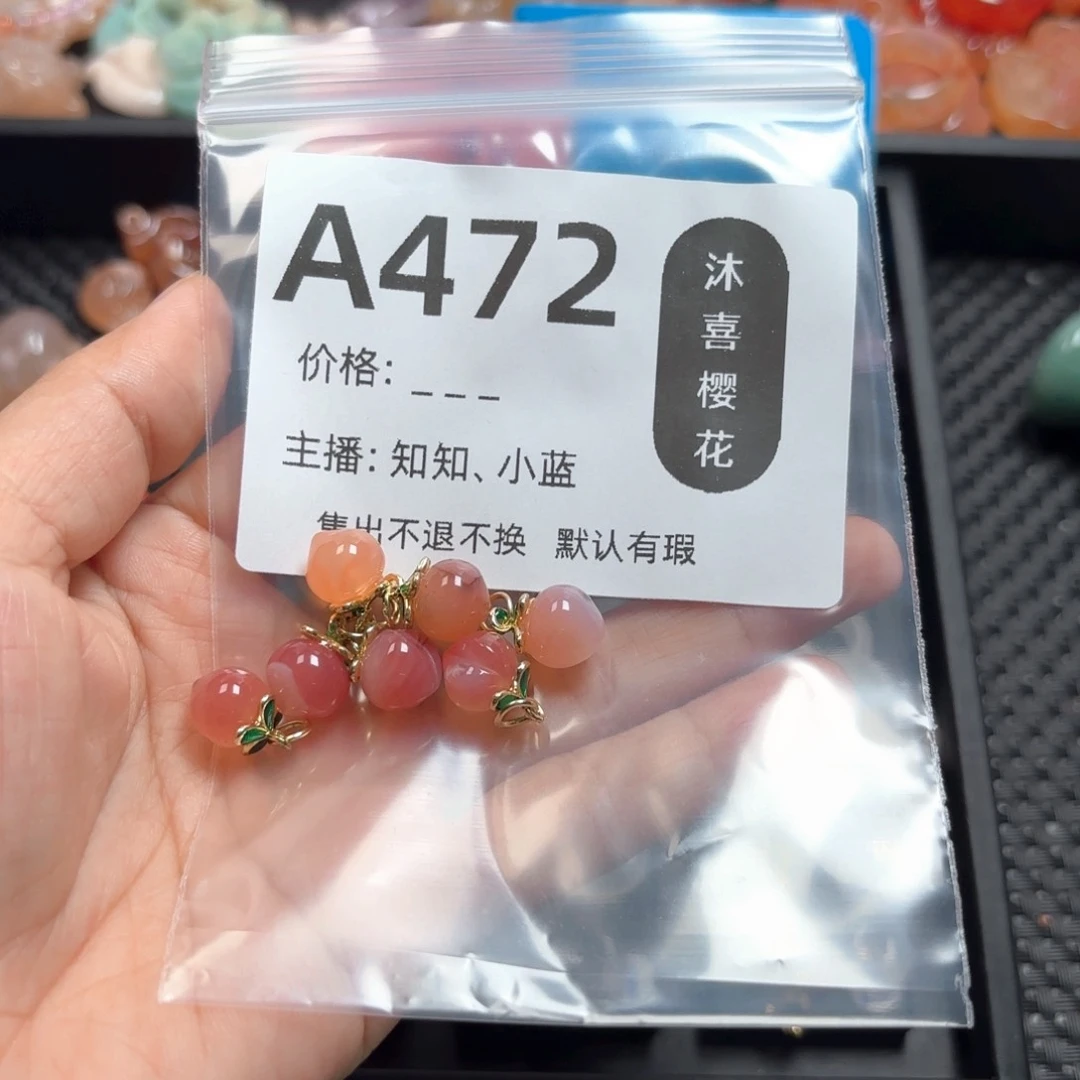 A472
价格: _ _ _
主播: 知知、小蓝
售出不退不换 默认有瑕
沐喜樱花